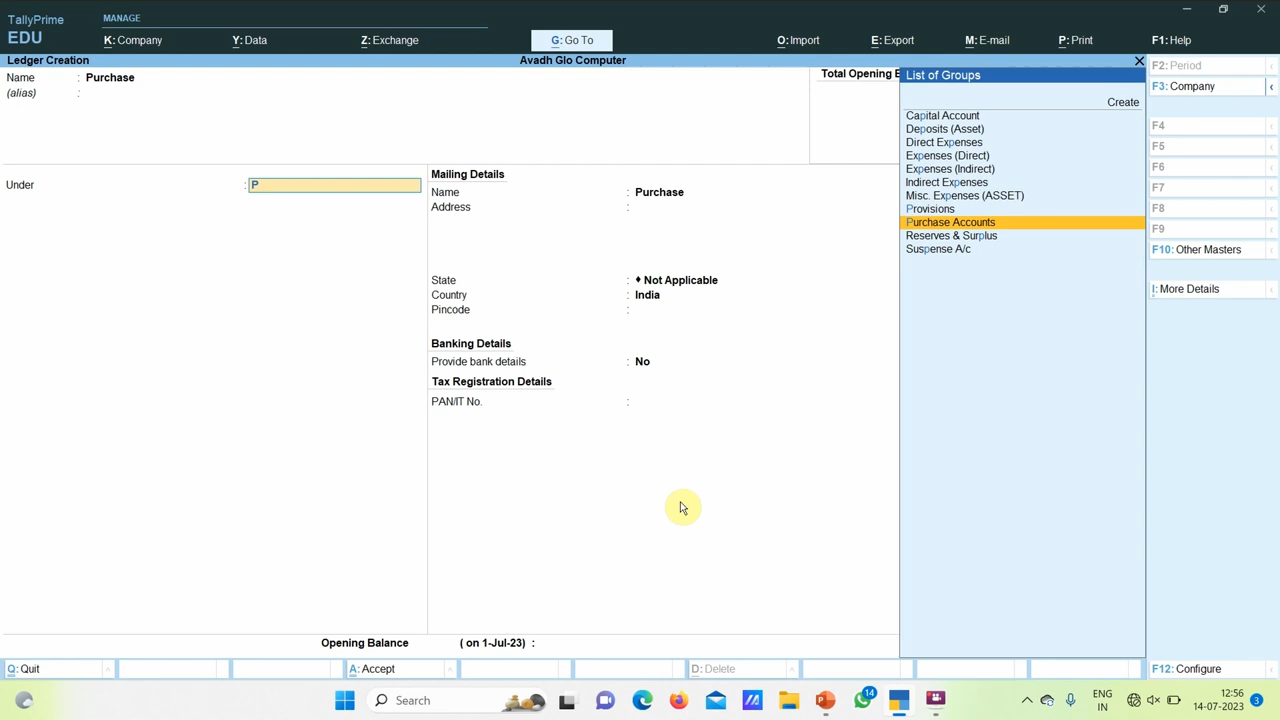 TallyPrime
EDU
MANAGE
K: Company
Y: Data
Z: Exchange
G: Go To
O: Import
E: Export
M: E-mail
P: Print
F1: Help
Ledger Creation
Avadh Glo Computer
Name : Purchase
(alias) :
Total Opening B
Under : P
Mailing Details
Name : Purchase
Address :
State : ♦ Not Applicable
Country : India
Pincode :
Banking Details
Provide bank details : No
Tax Registration Details
PAN/IT No. :
Opening Balance ( on 1-Jul-23) :
List of Groups
Create
Capital Account
Deposits (Asset)
Direct Expenses
Expenses (Direct)
Expenses (Indirect)
Indirect Expenses
Misc. Expenses (ASSET)
Provisions
Purchase Accounts
Reserves & Surplus
Suspense A/c
F2: Period
F3: Company
F4
F5
F6
F7
F8
F9
F10: Other Masters
I: More Details
Q: Quit
A: Accept
D: Delete
F12: Configure
Search
14
ENG
IN
12:56
14-07-2023
3